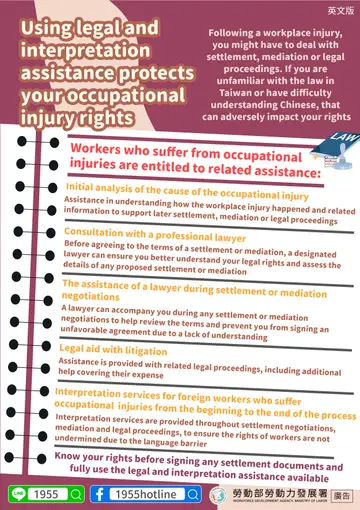 英文版
Using legal and
interpretation
assistance protects
your occupational
injury rights
Following a workplace injury,
you might have to deal with
settlement, mediation or legal
proceedings. If you are
unfamiliar with the law in
Taiwan or have difficulty
understanding Chinese, that
can adversely impact your rights
LAW
Workers who suffer from occupational
injuries are entitled to related assistance:
Initial analysis of the cause of the occupational injury
Assistance in understanding how the workplace injury happened and related
information to support later settlement, mediation or legal proceedings
Consultation with a professional lawyer
Before agreeing to the terms of a settlement or mediation, a designated
lawyer can ensure you better understand your legal rights and assess the
details of any proposed settlement or mediation
The assistance of a lawyer during settlement or mediation
negotiations
A lawyer can accompany you during any settlement or mediation
negotiations to help review the terms and prevent you from signing an
unfavorable agreement due to a lack of understanding
Legal aid with litigation
Assistance is provided with related legal proceedings, including additional
help covering their expense
Interpretation services for foreign workers who suffer
occupational injuries from the beginning to the end of the process
Interpretation services are provided throughout settlement negotiations,
mediation and legal proceedings, to ensure the rights of workers are not
undermined due to the language barrier
Know your rights before signing any settlement documents and
fully use the legal and interpretation assistance available
LINE 1955
f 1955hotline
勞動部勞動力發展署
WORKFORCE DEVELOPMENT AGENCY, MINISTRY OF LABOR
廣告